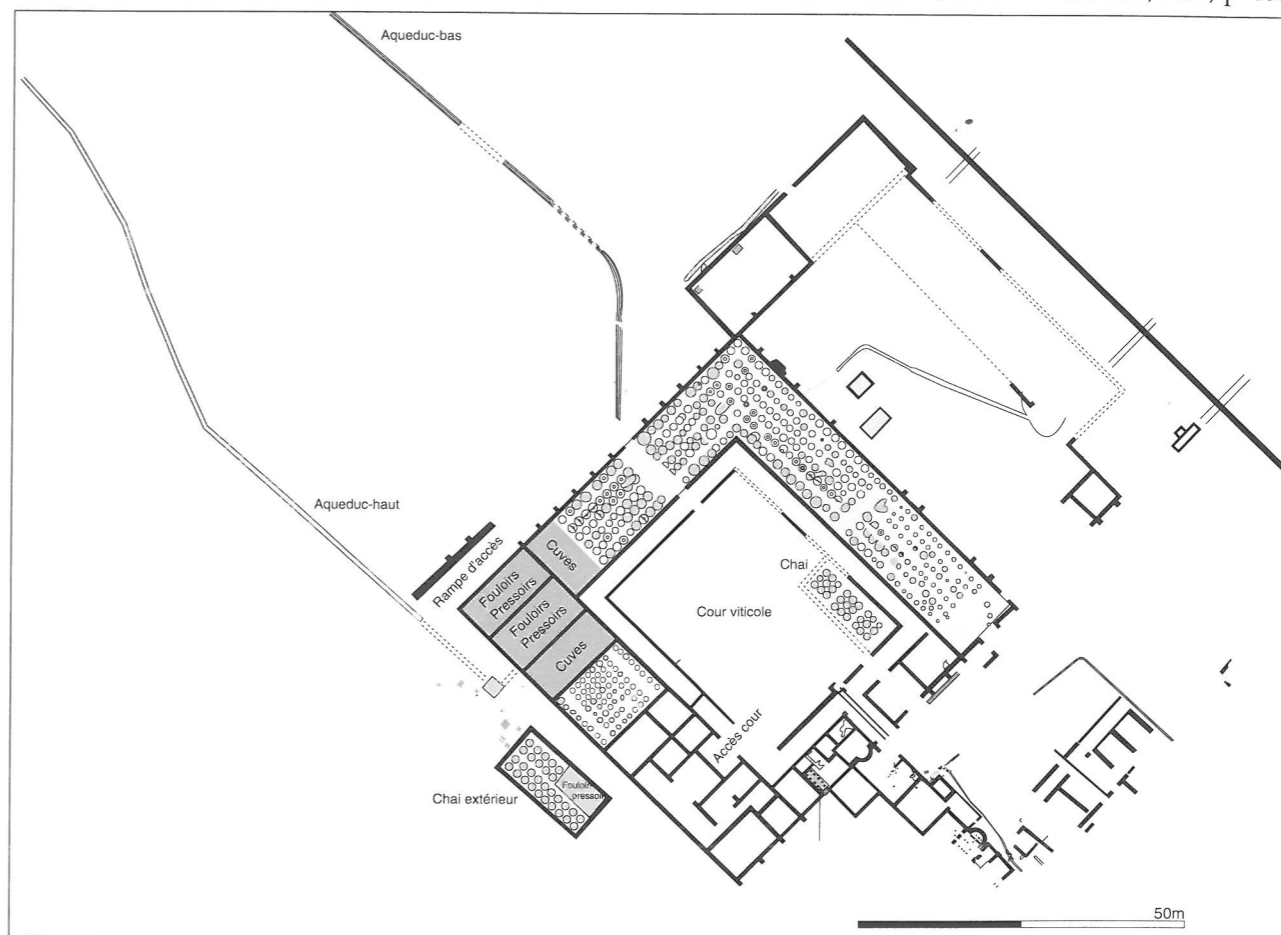 Aqueduc-bas
Aqueduc-haut
Rampe d'accès
Cuves
Fouloirs
Pressoirs
Fouloirs
Pressoirs
Cuves
Chai
Cour viticole
Accès cour
Chai extérieur
Fouloir-
pressoir
50m